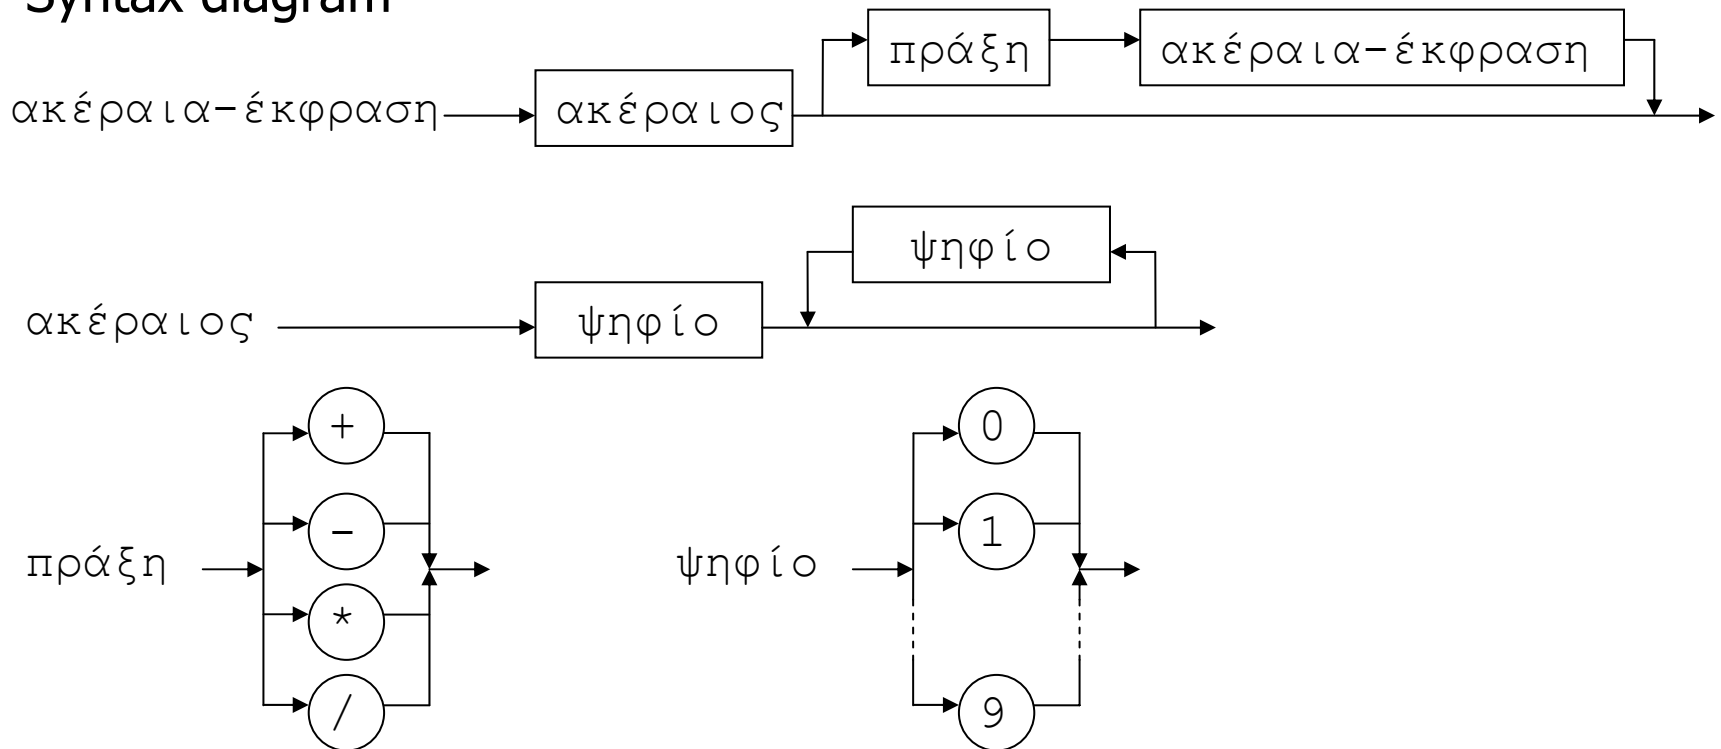 Syntax diagram
πράξη ακέραια-έκφραση
ακέραια-έκφραση ακέραιος
ψηφίο
ακέραιος ψηφίο
+ 0
- 1
πράξη ψηφίο
*
/ 9